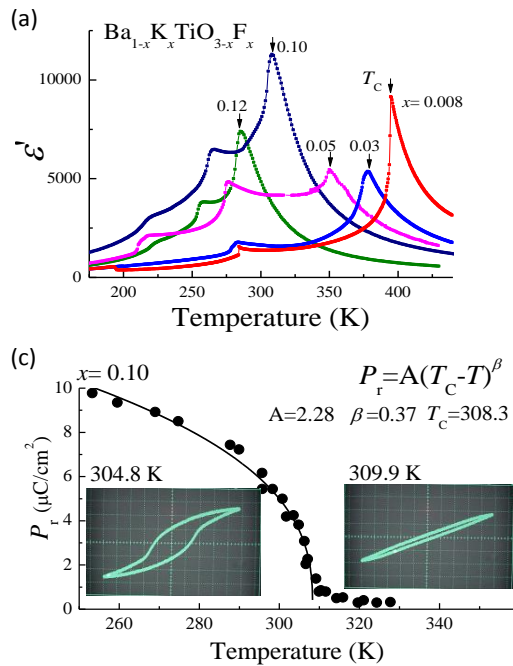 (a)
Ba1-xKxTiO3-xFx
0.10
TC
x= 0.008
0.12
0.05
0.03
ε'
10000
5000
0
200 250 300 350 400
Temperature (K)
(c)
x= 0.10
Pr=A(TC-T)β
A=2.28 β=0.37 TC=308.3
304.8 K
309.9 K
Pr (μC/cm2)
10
8
6
4
2
0
260 280 300 320 340
Temperature (K)